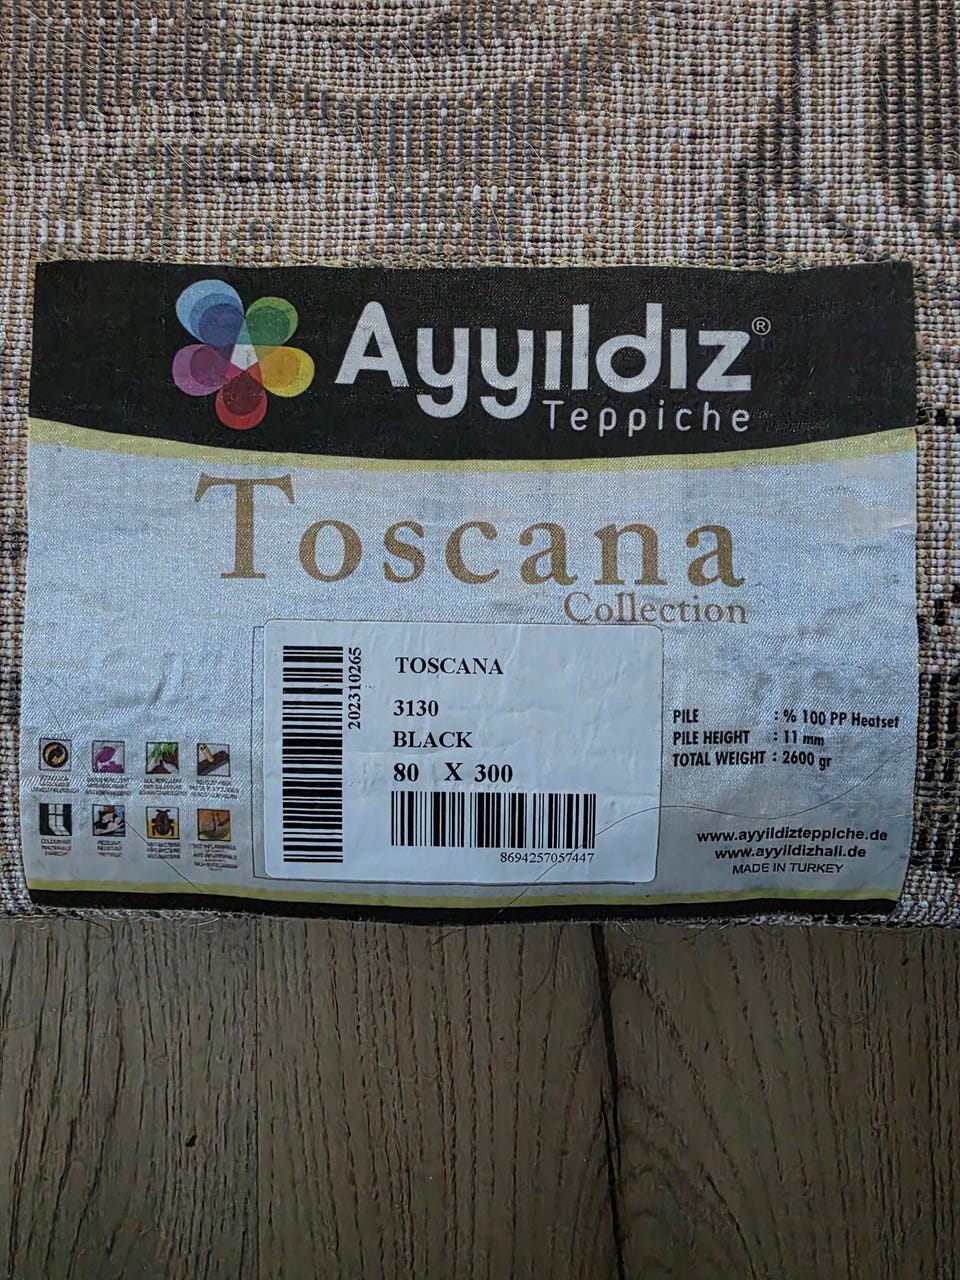 Ayyıldız®
Teppiche
Toscana
Collection
202310265
TOSCANA
3130
BLACK
80 X 300
8694257057447
PILE : % 100 PP Heatset
PILE HEIGHT : 11 mm
TOTAL WEIGHT : 2600 gr
www.ayyildizteppiche.de
www.ayyildizhali.de
MADE IN TURKEY